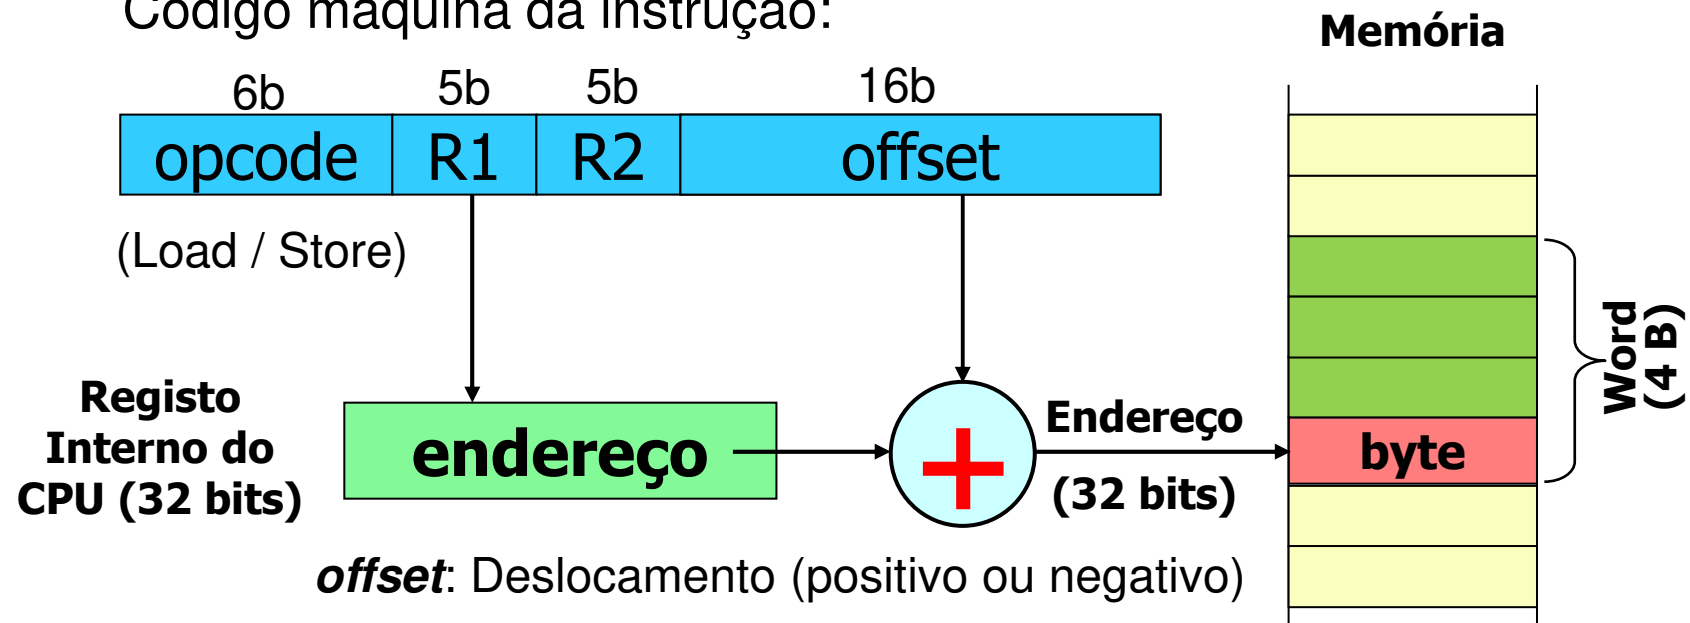 Código máquina da instrução:
Memória
6b 5b 5b 16b
opcode R1 R2 offset
(Load / Store)
Word
(4 B)
Registo
Interno do
CPU (32 bits)
endereço
+
Endereço
(32 bits)
byte
offset: Deslocamento (positivo ou negativo)